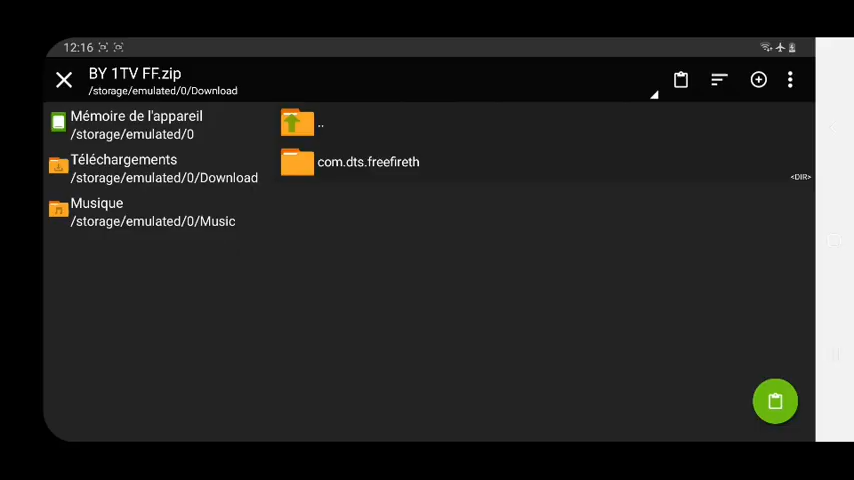 12:16
BY 1TV FF.zip
/storage/emulated/0/Download
Mémoire de l'appareil
/storage/emulated/0
Téléchargements
/storage/emulated/0/Download
Musique
/storage/emulated/0/Music
..
com.dts.freefireth
<DIR>